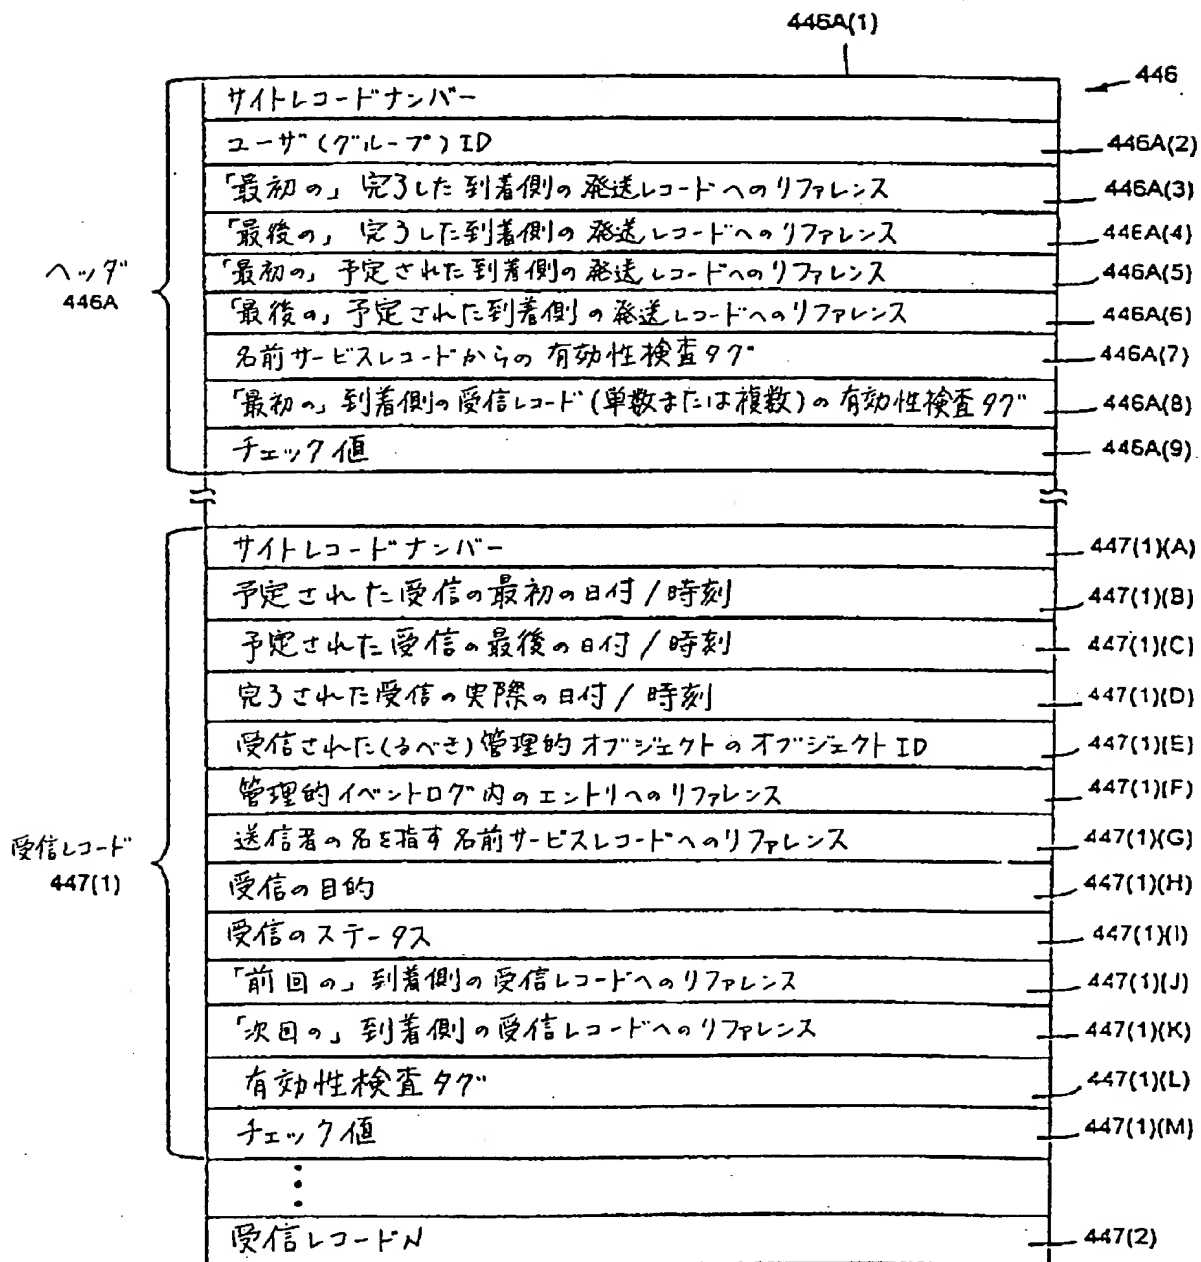 446A(1)
446
サイトレコードナンバー
ユーザ(グループ)ID
446A(2)
「最初の」完了した到着側の発送レコードへのリファレンス
446A(3)
「最後の」完了した到着側の発送レコードへのリファレンス
446A(4)
「最初の」予定された到着側の発送レコードへのリファレンス
446A(5)
「最後の」予定された到着側の発送レコードへのリファレンス
446A(6)
ヘッダ
446A
名前サービスレコードからの有効性検査タグ
446A(7)
「最初の」到着側の受信レコード(単数または複数)の有効性検査タグ
446A(8)
チェック値
446A(9)
サイトレコードナンバー
447(1)(A)
予定された受信の最初の日付/時刻
447(1)(B)
予定された受信の最後の日付/時刻
447(1)(C)
完了された受信の実際の日付/時刻
447(1)(D)
受信された(るべき)管理的オブジェクトのオブジェクトID
447(1)(E)
管理的イベントログ内のエントリへのリファレンス
447(1)(F)
送信者の名を指す名前サービスレコードへのリファレンス
447(1)(G)
受信レコード
447(1)
受信の目的
447(1)(H)
受信のステータス
447(1)(I)
「前回の」到着側の受信レコードへのリファレンス
447(1)(J)
「次回の」到着側の受信レコードへのリファレンス
447(1)(K)
有効性検査タグ
447(1)(L)
チェック値
447(1)(M)
受信レコードN
447(2)